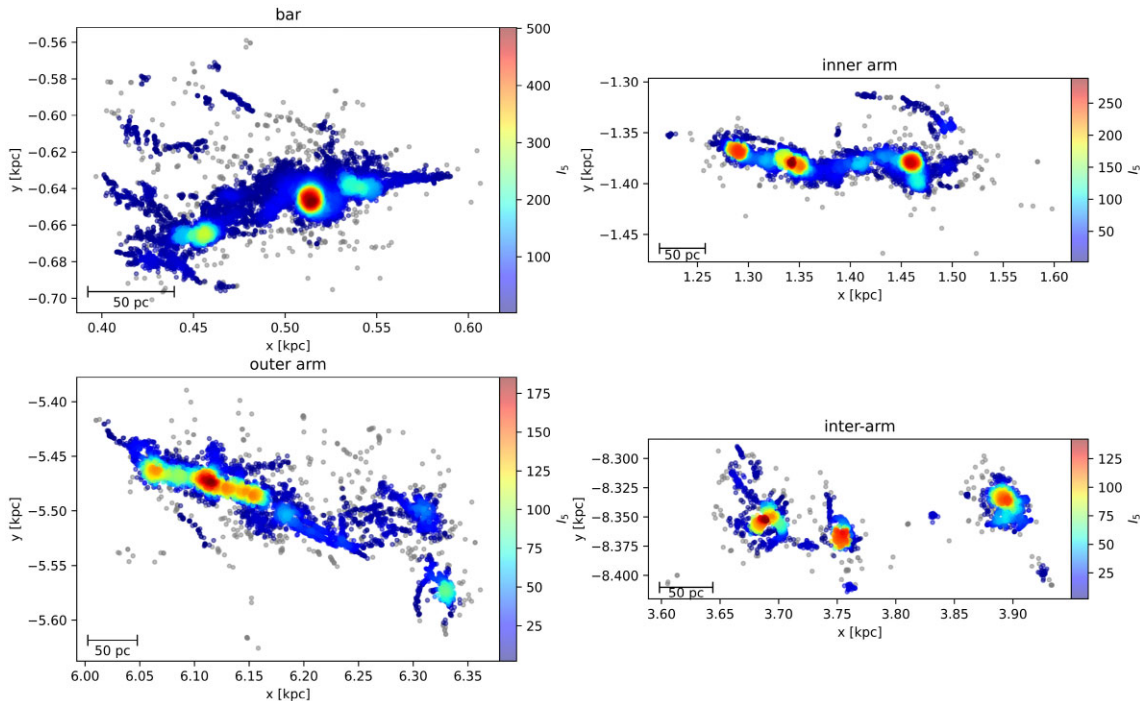 bar
−0.56
−0.58
−0.60
−0.62
−0.64
−0.66
−0.68
−0.70
y [kpc]
50 pc
0.40 0.45 0.50 0.55 0.60
x [kpc]
500
400
300
200
100
I5
inner arm
−1.30
−1.35
−1.40
−1.45
y [kpc]
50 pc
1.25 1.30 1.35 1.40 1.45 1.50 1.55 1.60
x [kpc]
250
200
150
100
50
I5
outer arm
−5.40
−5.45
−5.50
−5.55
−5.60
y [kpc]
50 pc
6.00 6.05 6.10 6.15 6.20 6.25 6.30 6.35
x [kpc]
175
150
125
100
75
50
25
I5
inter-arm
−8.300
−8.325
−8.350
−8.375
−8.400
y [kpc]
50 pc
3.60 3.65 3.70 3.75 3.80 3.85 3.90
x [kpc]
125
100
75
50
25
I5